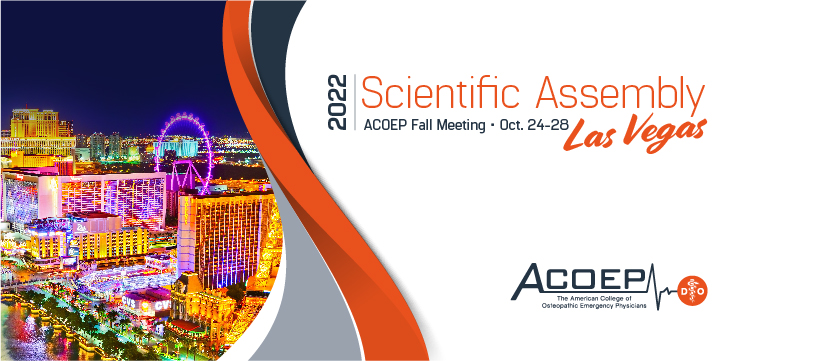 2022
Scientific Assembly
ACOEP Fall Meeting • Oct. 24-28
Las Vegas
ACOEP
The American College of
Osteopathic Emergency Physicians
D O